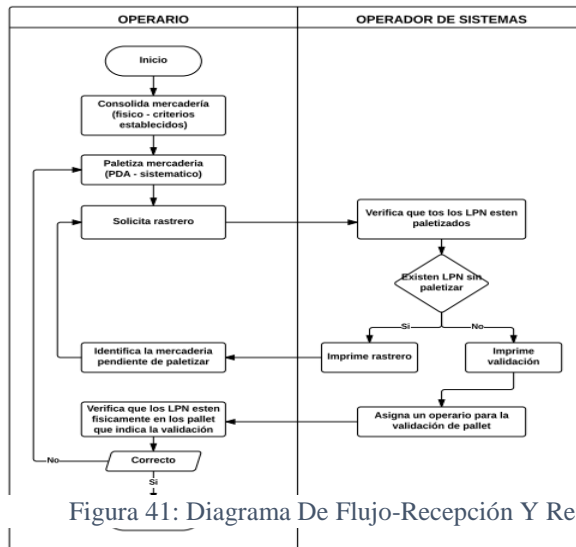 OPERARIO
OPERADOR DE SISTEMAS
Inicio
Consolida mercadería
(fisico - criterios
establecidos)
Paletiza mercaderia
(PDA - sistematico)
Solicita rastrero
Verifica que tos los LPN esten
paletizados
Existen LPN sin
paletizar
Si
No
Identifica la mercaderia
pendiente de paletizar
Imprime rastrero
Imprime
validación
Verifica que los LPN esten
fisicamente en los pallet
que indica la validación
Asigna un operario para la
validación de pallet
No
Correcto
Si
Figura 41: Diagrama De Flujo-Recepción Y Re